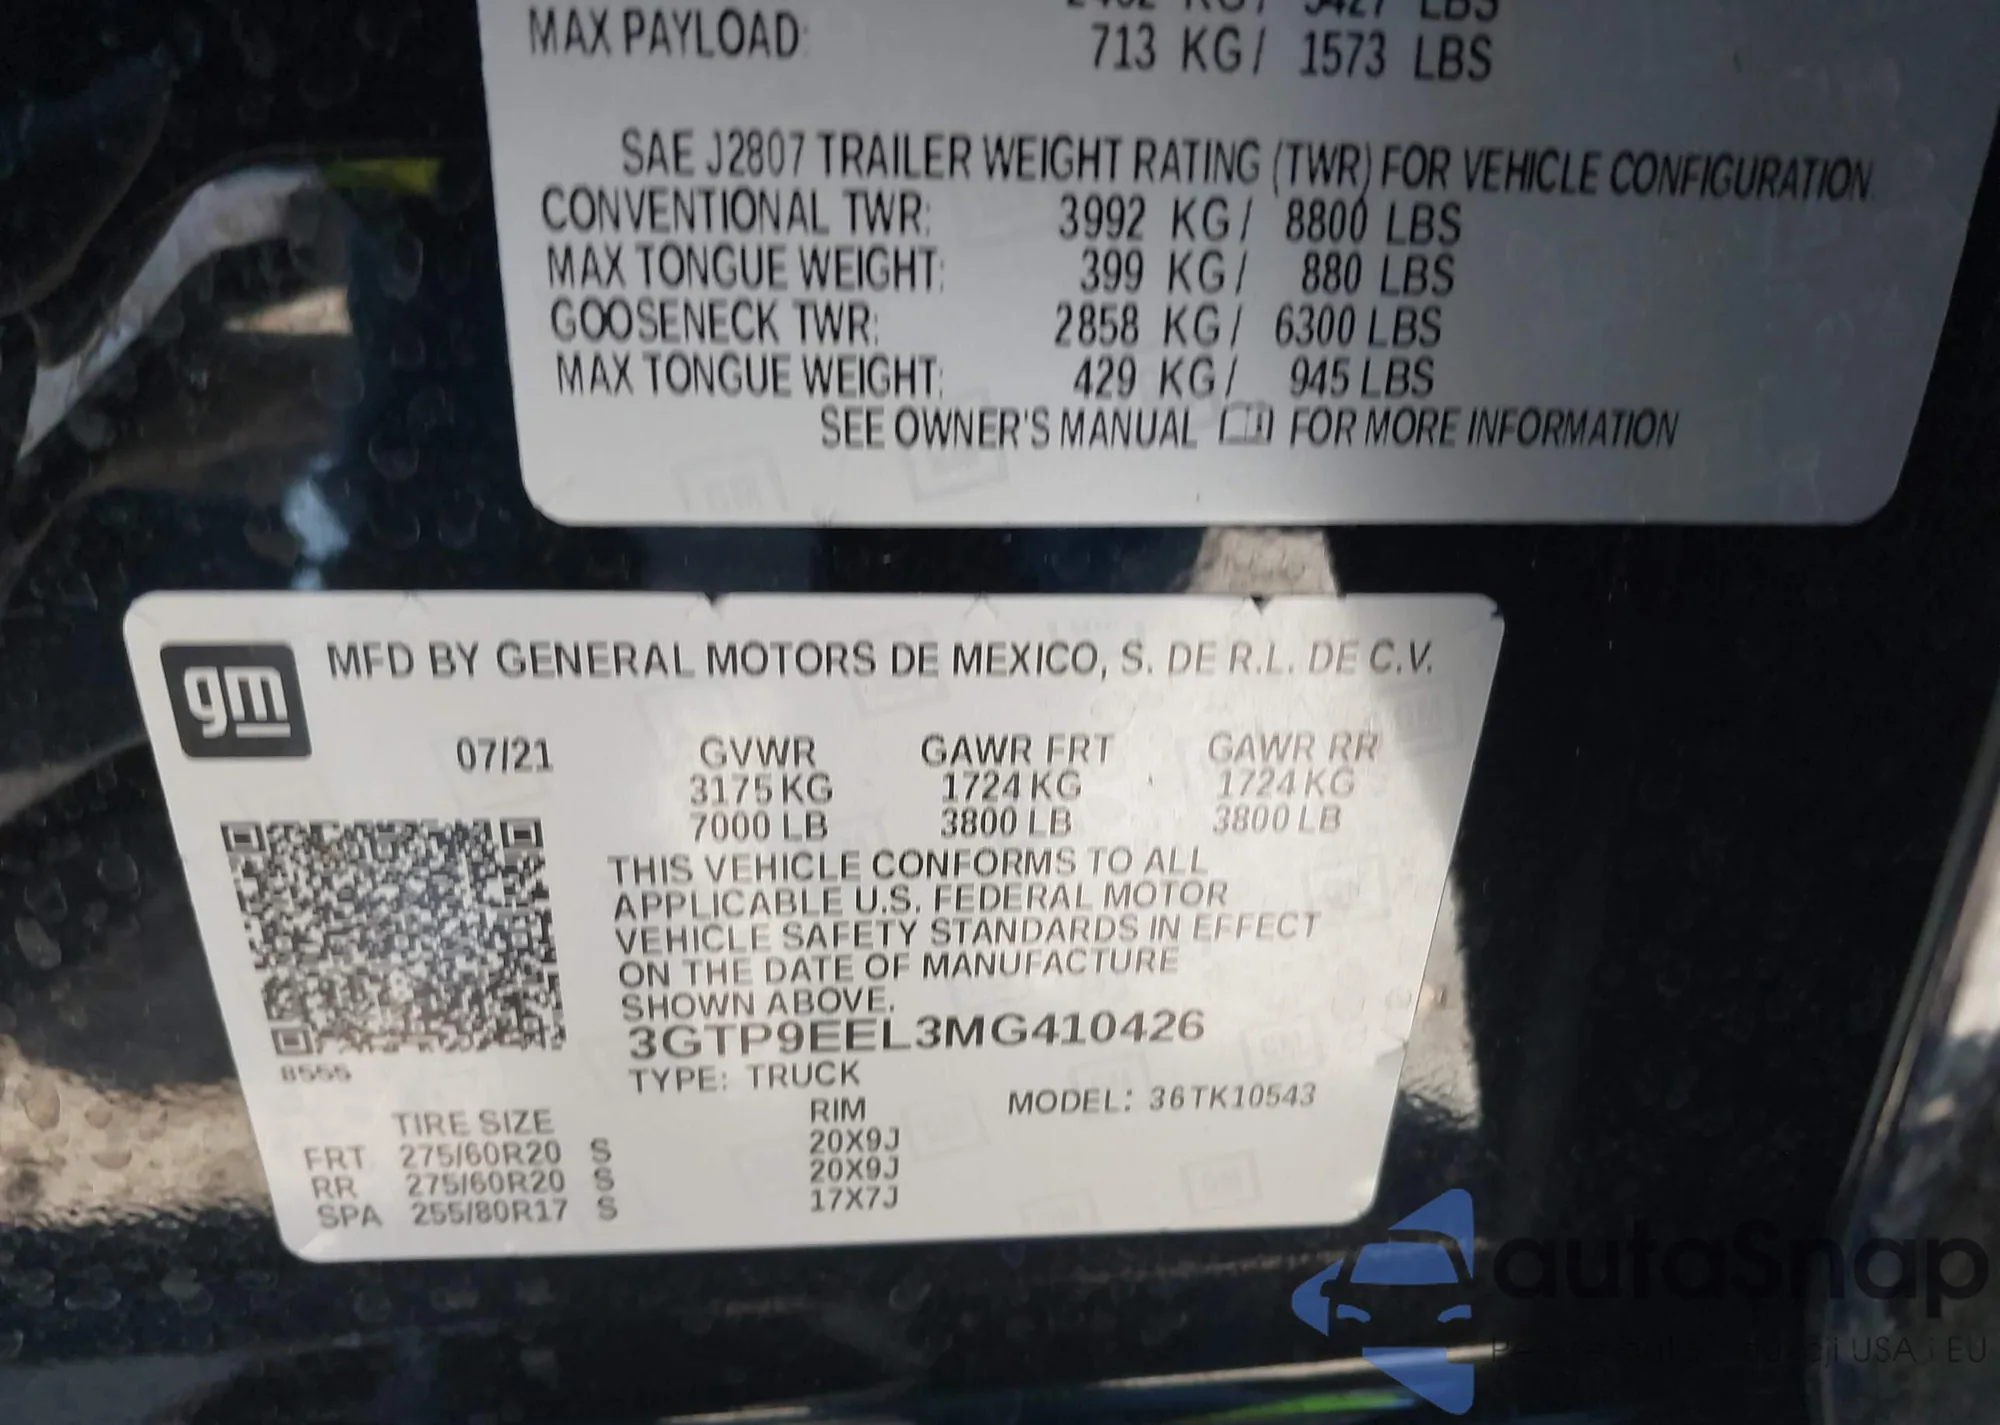 KG/ LBS
MAX PAYLOAD: 713 KG/ 1573 LBS
SAE J2807 TRAILER WEIGHT RATING (TWR) FOR VEHICLE CONFIGURATION
CONVENTIONAL TWR: 3992 KG/ 8800 LBS
MAX TONGUE WEIGHT: 399 KG/ 880 LBS
GOOSENECK TWR: 2858 KG/ 6300 LBS
MAX TONGUE WEIGHT: 429 KG/ 945 LBS
SEE OWNER'S MANUAL FOR MORE INFORMATION
gm MFD BY GENERAL MOTORS DE MEXICO, S. DE R.L. DE C.V.
07/21 GVWR GAWR FRT GAWR RR
3175 KG 1724 KG 1724 KG
7000 LB 3800 LB 3800 LB
THIS VEHICLE CONFORMS TO ALL
APPLICABLE U.S. FEDERAL MOTOR
VEHICLE SAFETY STANDARDS IN EFFECT
ON THE DATE OF MANUFACTURE
SHOWN ABOVE.
3GTP9EEL3MG410426
8555
TYPE: TRUCK
MODEL: 36TK10543
TIRE SIZE RIM
FRT 275/60R20 S 20X9J
RR 275/60R20 S 20X9J
SPA 255/80R17 S 17X7J
autaSnap
USA i EU